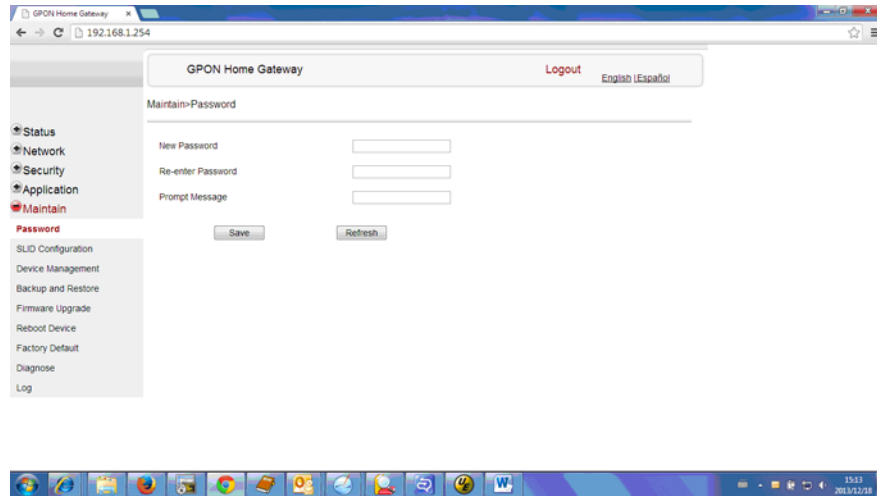 GPON Home Gateway
192.168.1.254
GPON Home Gateway
Logout
English | Español
Maintain>Password
Status
Network
Security
Application
Maintain
Password
SLID Configuration
Device Management
Backup and Restore
Firmware Upgrade
Reboot Device
Factory Default
Diagnose
Log
New Password
Re-enter Password
Prompt Message
Save
Refresh
15:13
2013/12/18